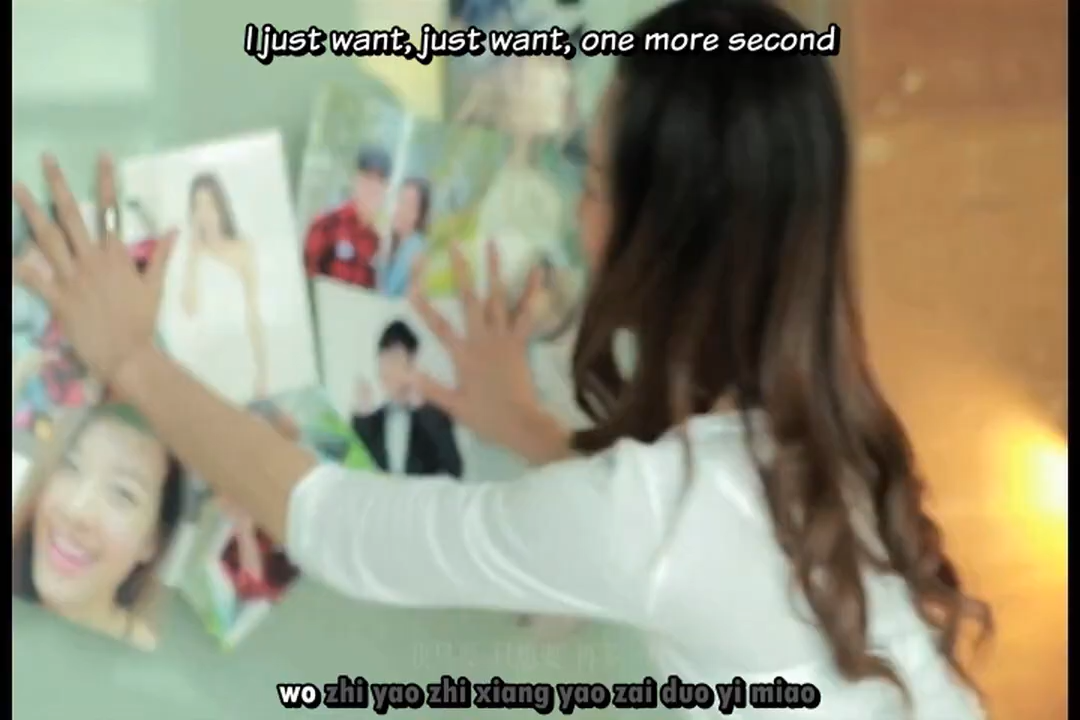 I just want, just want, one more second
wo zhi yao zhi xiang yao zai duo yi miao